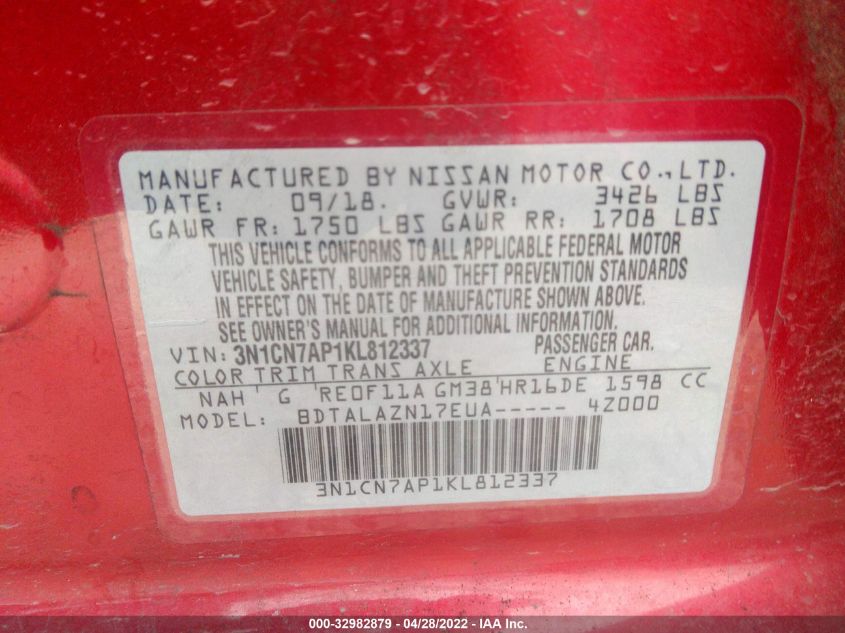 MANUFACTURED BY NISSAN MOTOR CO., LTD.
DATE: 09/18. GVWR: 3426 LBS
GAWR FR: 1750 LBS GAWR RR: 1708 LBS
THIS VEHICLE CONFORMS TO ALL APPLICABLE FEDERAL MOTOR
VEHICLE SAFETY, BUMPER AND THEFT PREVENTION STANDARDS
IN EFFECT ON THE DATE OF MANUFACTURE SHOWN ABOVE.
SEE OWNER'S MANUAL FOR ADDITIONAL INFORMATION.
VIN: 3N1CN7AP1KL812337 PASSENGER CAR.
COLOR TRIM TRANS AXLE ENGINE
NAH G RE0F11A GM38 HR16DE 1598 CC
MODEL: BDTALAZN17EUA----- 4Z000
3N1CN7AP1KL812337
000-32982879 | 04/28/2022 - IAA Inc.